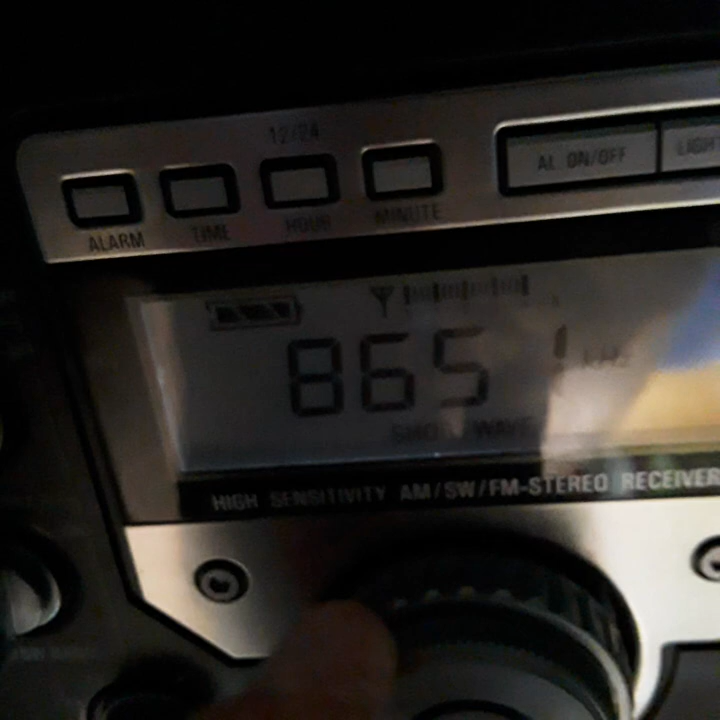 12/24
AL ON/OFF LIGHT
ALARM TIME HOUR MINUTE
8651 kHz
SHORT WAVE
HIGH SENSITIVITY AM/SW/FM-STEREO RECEIVER